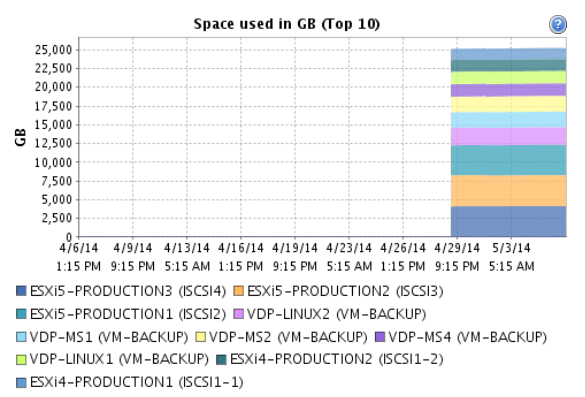 Space used in GB (Top 10)
?
25,000
22,500
20,000
17,500
15,000
12,500
10,000
7,500
5,000
2,500
0
GB
4/6/14 4/9/14 4/13/14 4/16/14 4/19/14 4/23/14 4/26/14 4/29/14 5/3/14
1:15 PM 9:15 PM 5:15 AM 1:15 PM 9:15 PM 5:15 AM 1:15 PM 9:15 PM 5:15 AM
ESXi5-PRODUCTION3 (ISCSI4) ESXi5-PRODUCTION2 (ISCSI3)
ESXi5-PRODUCTION1 (ISCSI2) VDP-LINUX2 (VM-BACKUP)
VDP-MS1 (VM-BACKUP) VDP-MS2 (VM-BACKUP) VDP-MS4 (VM-BACKUP)
VDP-LINUX1 (VM-BACKUP) ESXi4-PRODUCTION2 (ISCSI1-2)
ESXi4-PRODUCTION1 (ISCSI1-1)